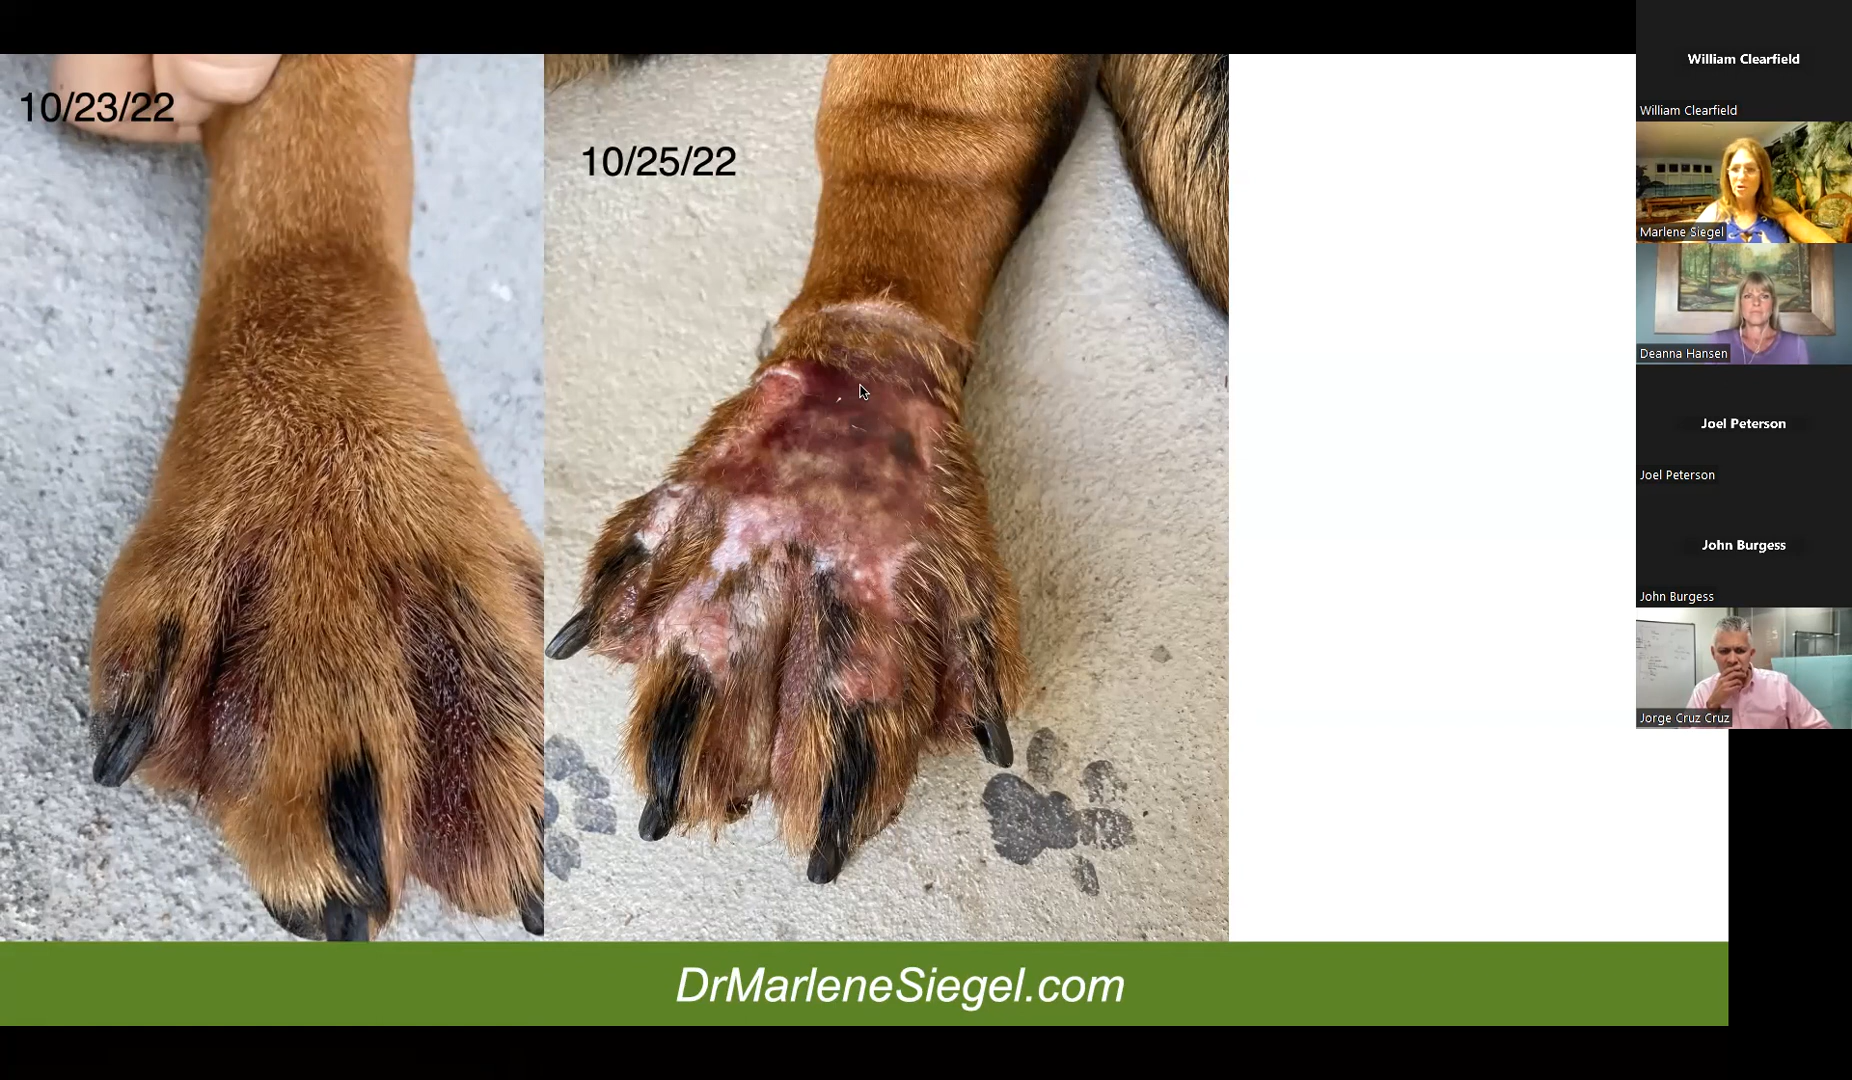 10/23/22
10/25/22
DrMarleneSiegel.com
William Clearfield
William Clearfield
Marlene Siegel
Deanna Hansen
Joel Peterson
Joel Peterson
John Burgess
John Burgess
Jorge Cruz Cruz